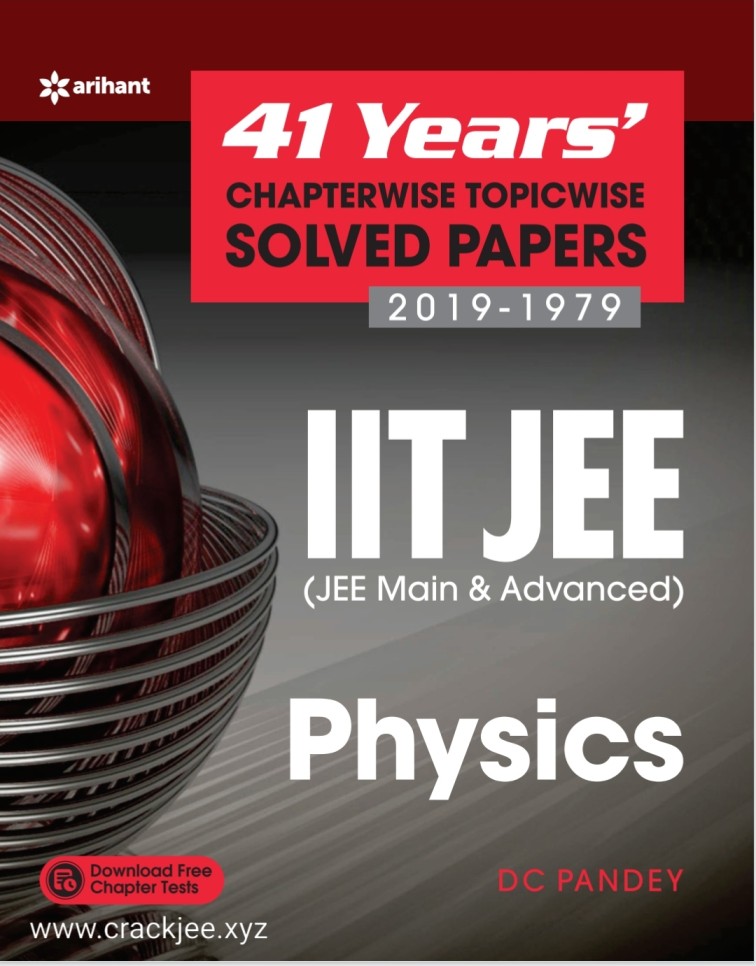 arihant
41 Years'
CHAPTERWISE TOPICWISE
SOLVED PAPERS
2019-1979
IIT JEE
(JEE Main & Advanced)
Physics
Download Free
Chapter Tests
DC PANDEY
www.crackjee.xyz